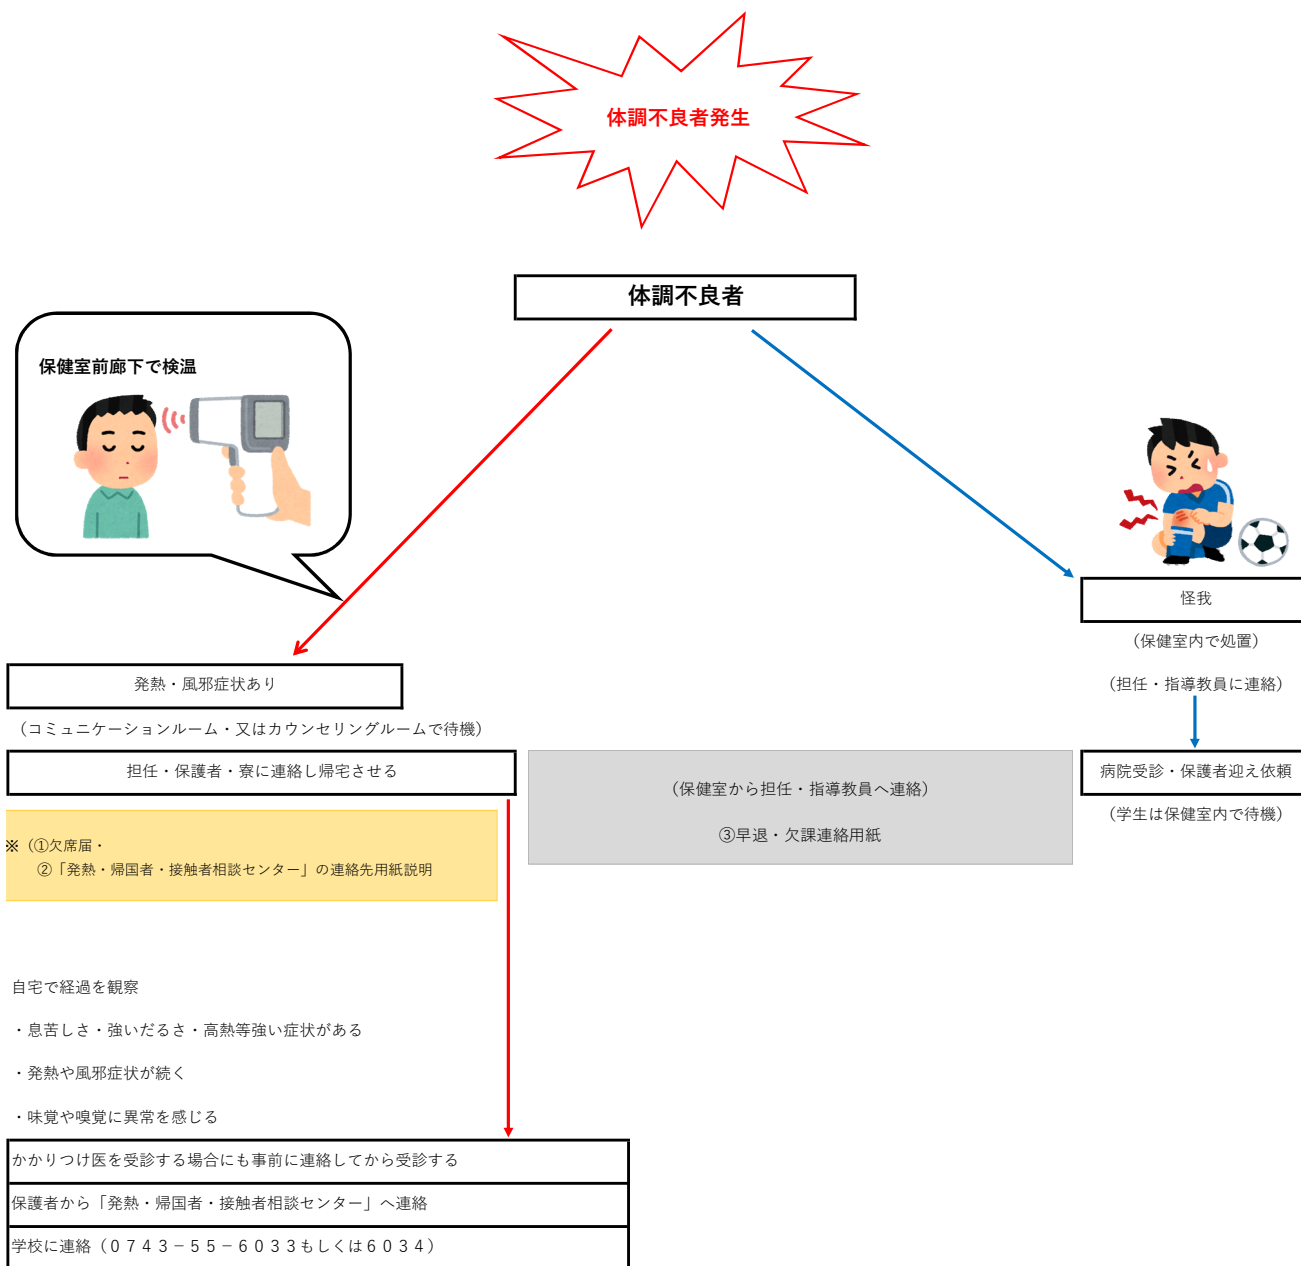 体調不良者発生
体調不良者
保健室前廊下で検温
怪我
（保健室内で処置）
（担任・指導教員に連絡）
発熱・風邪症状あり
（コミュニケーションルーム・又はカウンセリングルームで待機）
担任・保護者・寮に連絡し帰宅させる
（保健室から担任・指導教員へ連絡）
③早退・欠課連絡用紙
病院受診・保護者迎え依頼
（学生は保健室内で待機）
※（①欠席届・
②「発熱・帰国者・接触者相談センター」の連絡先用紙説明
自宅で経過を観察
・息苦しさ・強いだるさ・高熱等強い症状がある
・発熱や風邪症状が続く
・味覚や嗅覚に異常を感じる
かかりつけ医を受診する場合にも事前に連絡してから受診する
保護者から「発熱・帰国者・接触者相談センター」へ連絡
学校に連絡（０７４３－５５－６０３３もしくは６０３４）